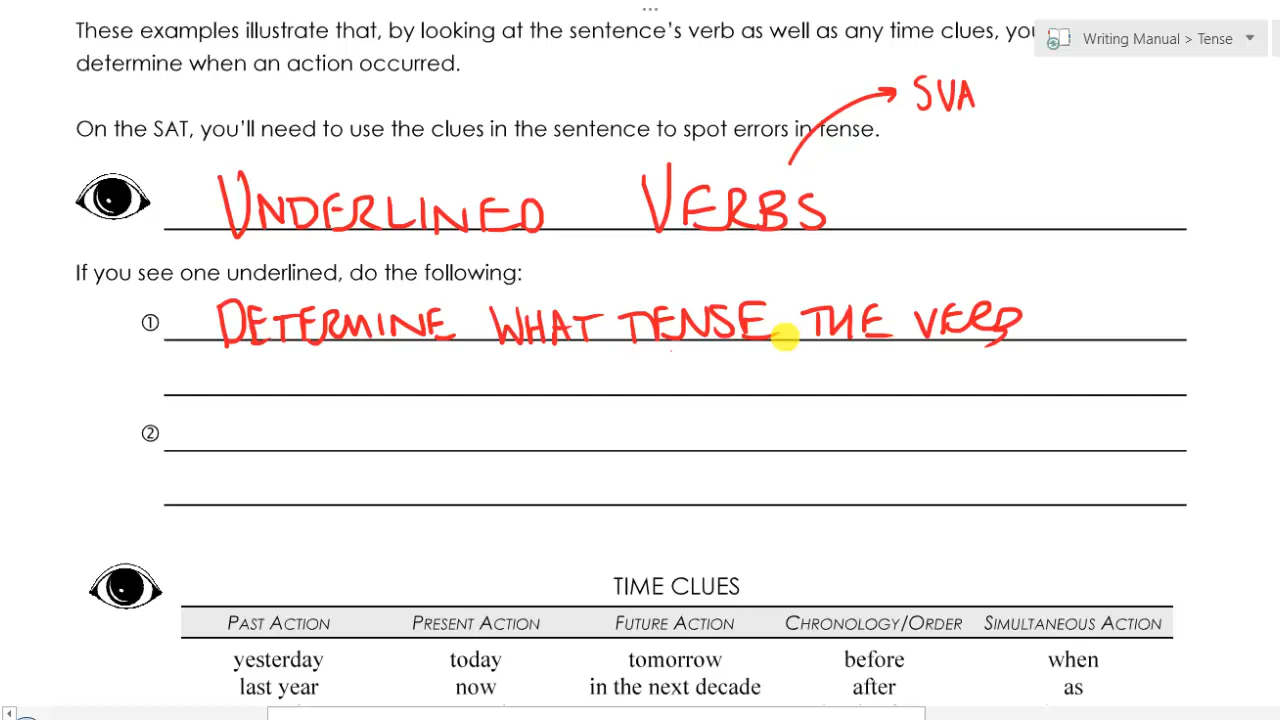 These examples illustrate that, by looking at the sentence's verb as well as any time clues, you
Writing Manual > Tense
determine when an action occurred.
SVA
On the SAT, you'll need to use the clues in the sentence to spot errors in tense.
UNDERLINED VERBS
If you see one underlined, do the following:
① DETERMINE WHAT TENSE THE VERB
②
TIME CLUES
PAST ACTION PRESENT ACTION FUTURE ACTION CHRONOLOGY/ORDER SIMULTANEOUS ACTION
yesterday today tomorrow before when
last year now in the next decade after as